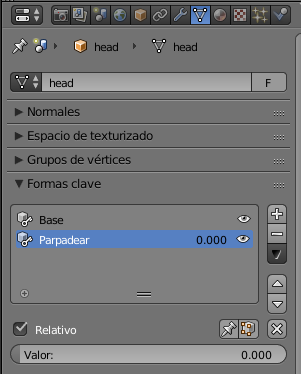 head head
head F
Normales
Espacio de texturizado
Grupos de vértices
Formas clave
Base
Parpadear 0.000
Relativo
Valor: 0.000